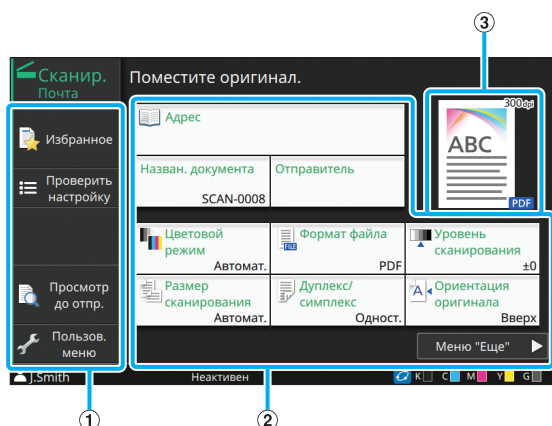 ③
Сканир.
Почта
Поместите оригинал.
300dpi
ABC
PDF
Избранное
Проверить
настройку
Просмотр
до отпр.
Пользов.
меню
Адрес
Назван. документа
SCAN-0008
Отправитель
Цветовой
режим
Автомат.
Формат файла
FILE
PDF
Уровень
сканирования
±0
Размер
сканирования
Автомат.
Дуплекс/
симплекс
Одност.
A
Ориентация
оригинала
Вверх
Меню "Еще"
J.Smith
Неактивен
K C M Y G
① ②